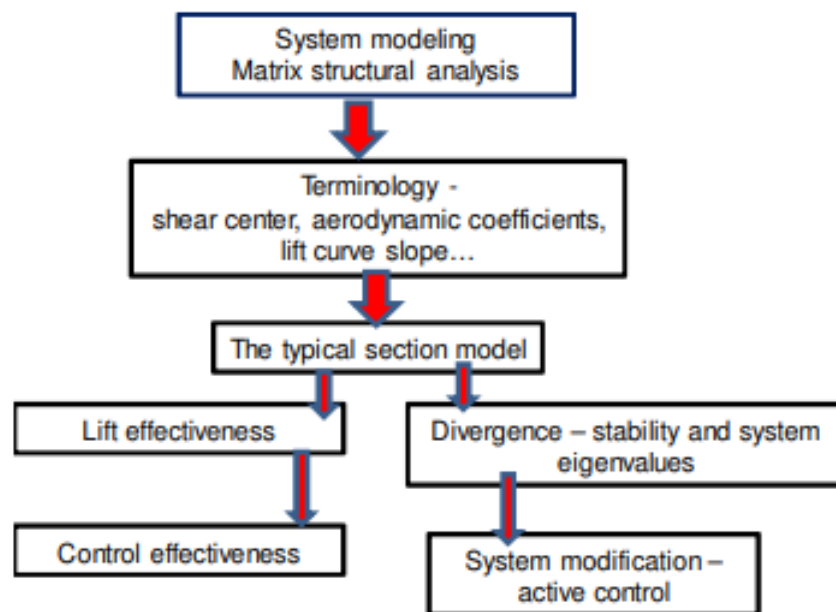 System modeling
Matrix structural analysis
Terminology -
shear center, aerodynamic coefficients,
lift curve slope…
The typical section model
Lift effectiveness
Divergence – stability and system
eigenvalues
Control effectiveness
System modification –
active control